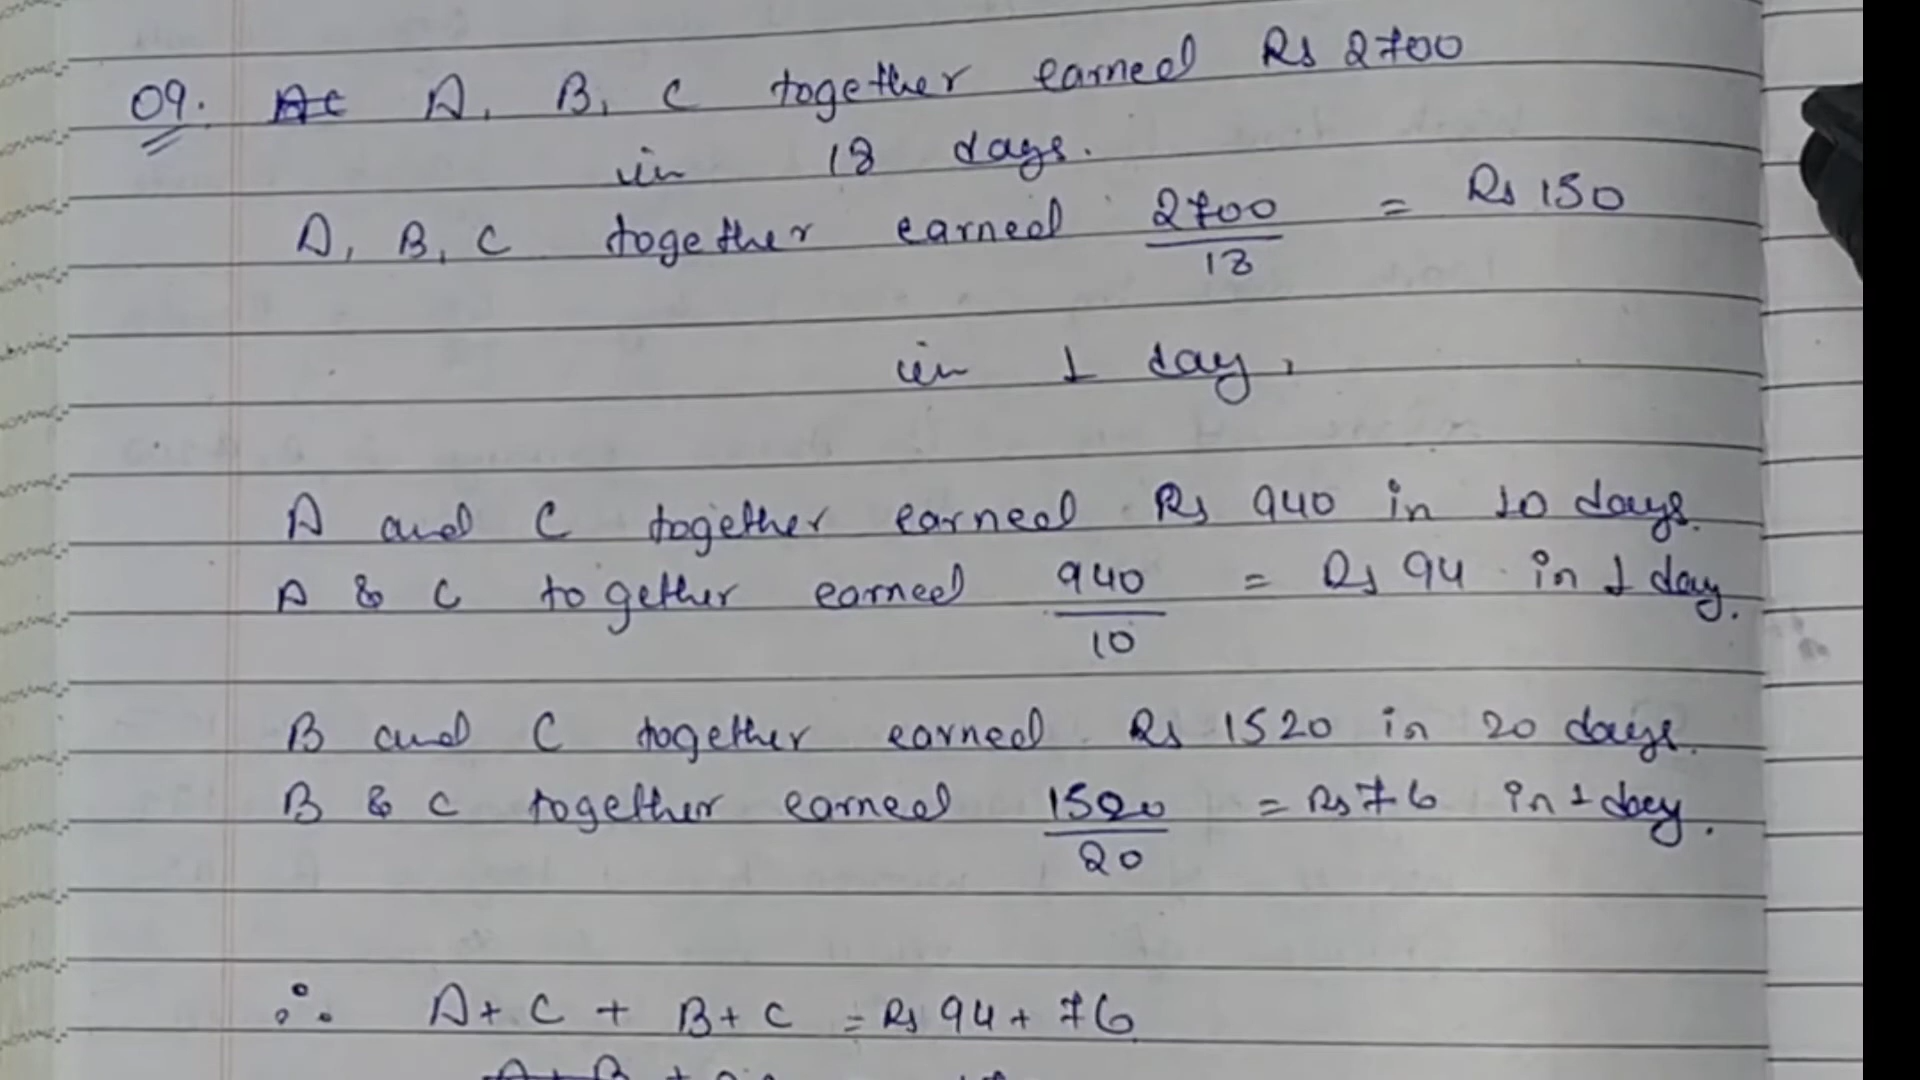 09. A, B, C together earned Rs 2700
in 18 days.
A, B, C together earned 2700/18 = Rs 150
in 1 day,
A and C together earned Rs 940 in 10 days.
A & C together earned 940/10 = Rs 94 in 1 day.
B and C together earned Rs 1520 in 20 days.
B & C together earned 1520/20 = Rs 76 in 1 day.
∴ A + C + B + C = Rs 94 + 76